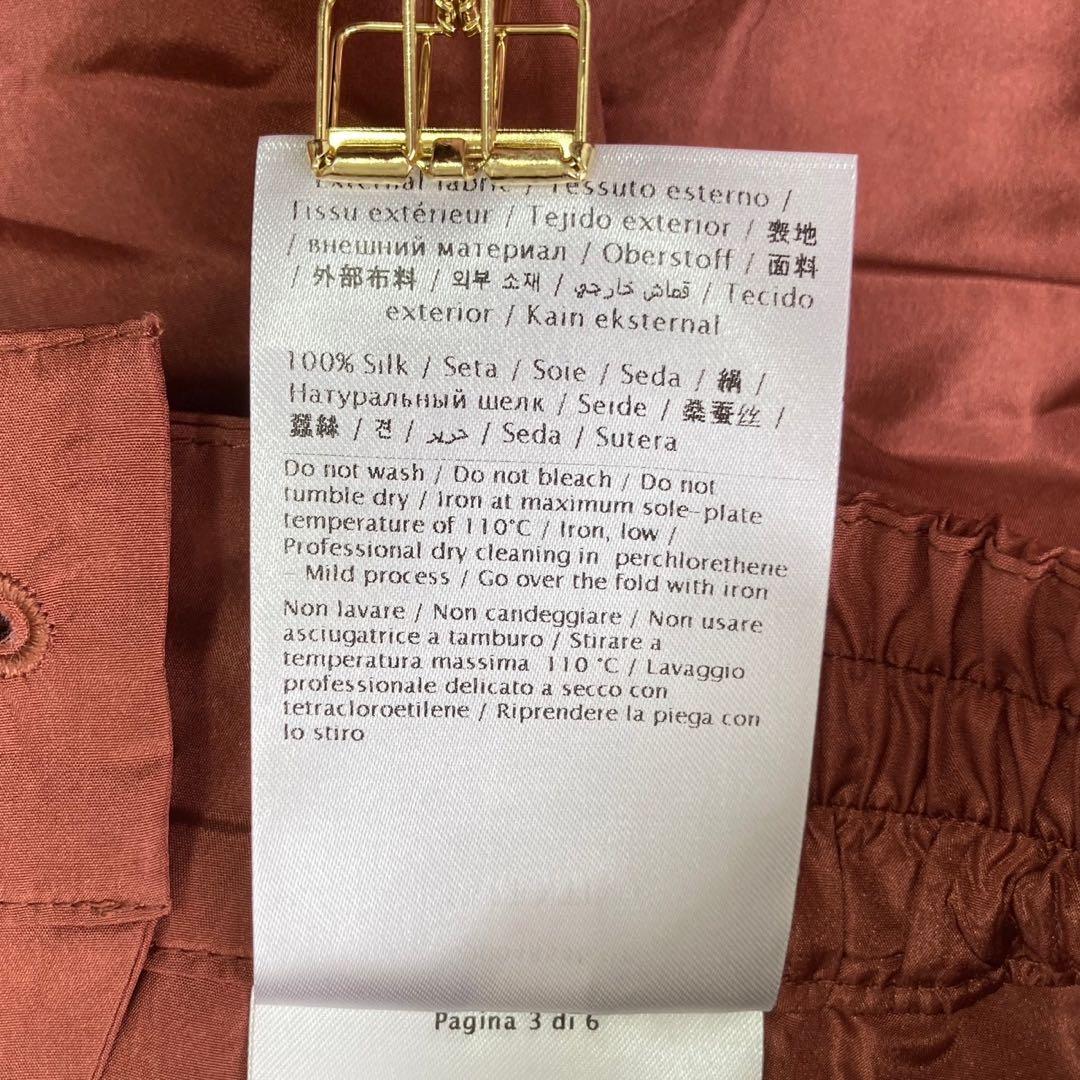 External fabric / Tessuto esterno /
Tissu extérieur / Tejido exterior / 表地
/ внешний материал / Oberstoff / 面料
/ 外部布料 / 외부 소재 / قماش خارجي / Tecido
exterior / Kain eksternal
100% Silk / Seta / Soie / Seda / 絹 /
Натуральный шелк / Seide / 桑蚕丝 /
蠶絲 / 견 / حرير / Seda / Sutera
Do not wash / Do not bleach / Do not
tumble dry / Iron at maximum sole-plate
temperature of 110°C / Iron, low /
Professional dry cleaning in perchlorethene
- Mild process / Go over the fold with iron
Non lavare / Non candeggiare / Non usare
asciugatrice a tamburo / Stirare a
temperatura massima 110 °C / Lavaggio
professionale delicato a secco con
tetracloroetilene / Riprendere la piega con
lo stiro
Pagina 3 di 6